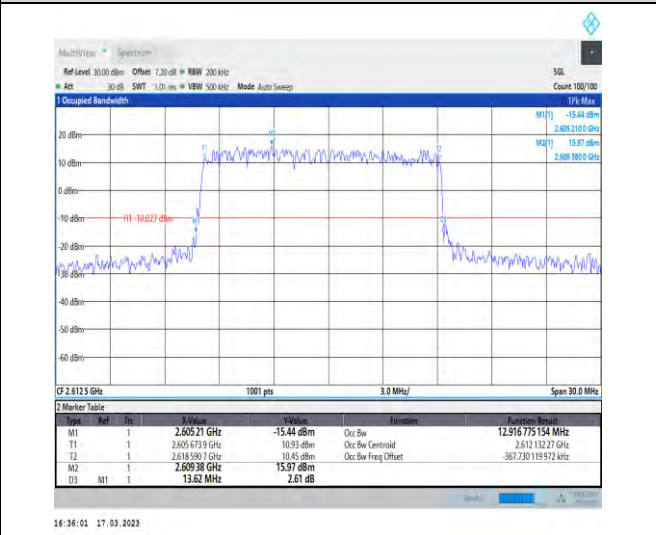 MultiView Spectrum
Ref Level 30.00 dBm Offset 7.20 dB RBW 200 kHz SGL
Att 30 dB SWT 1.01 ms VBW 500 kHz Mode Auto Sweep Count 100/100
1 Occupied Bandwidth 1Pk Max
M1[1] -15.44 dBm
2.605 210 0 GHz
M2[1] 15.97 dBm
2.609 380 0 GHz
20 dBm
10 dBm
0 dBm
-10 dBm H1 -10.027 dBm
-20 dBm
-30 dBm
-40 dBm
-50 dBm
-60 dBm
T1
T2
CF 2.612 5 GHz 1001 pts 3.0 MHz/ Span 30.0 MHz
2 Marker Table
Type Ref Trc X-Value Y-Value Function Function Result
M1 1 2.605 21 GHz -15.44 dBm Occ Bw 12.916 775 154 MHz
T1 1 2.605 673 9 GHz 10.93 dBm Occ Bw Centroid 2.612 132 27 GHz
T2 1 2.618 590 7 GHz 10.45 dBm Occ Bw Freq Offset -367.730 119 972 kHz
M2 1 2.609 38 GHz 15.97 dBm
D3 M1 1 13.62 MHz 2.61 dB
16:36:01 17.03.2023